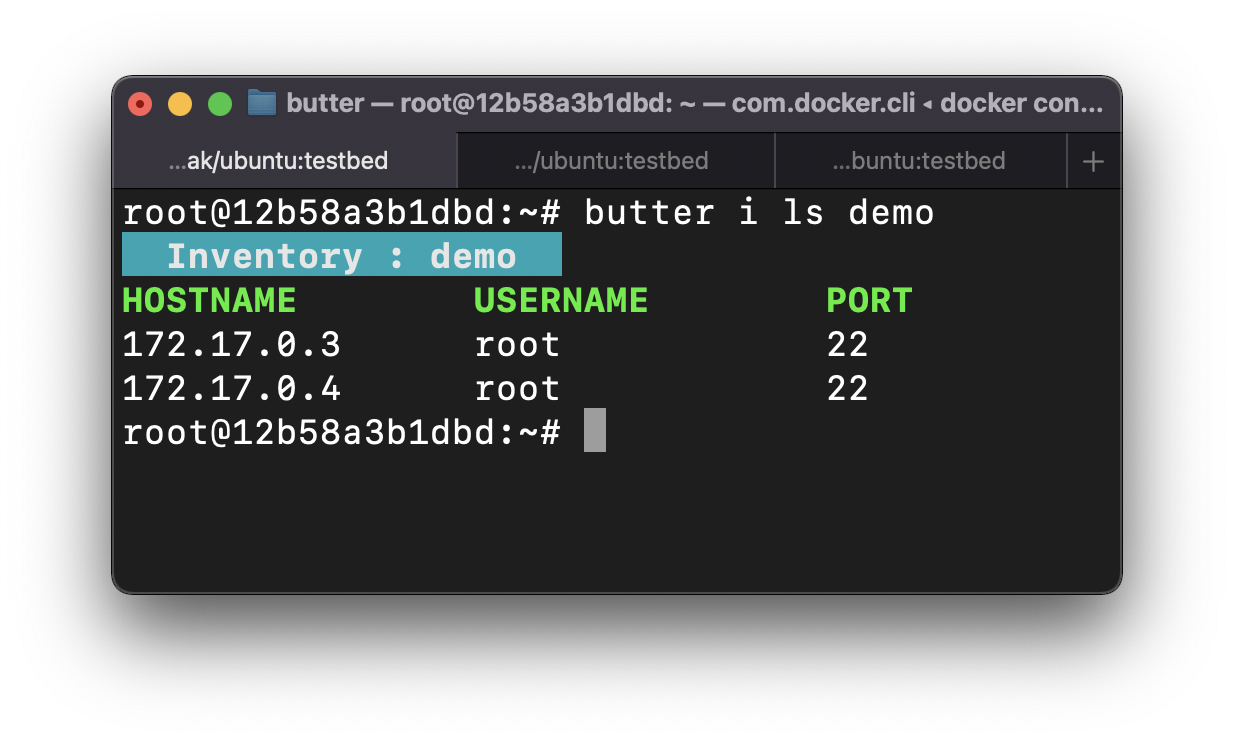 butter — root@12b58a3b1dbd: ~ — com.docker.cli ◂ docker con...
...ak/ubuntu:testbed .../ubuntu:testbed ...buntu:testbed +
root@12b58a3b1dbd:~# butter i ls demo
Inventory : demo
HOSTNAME USERNAME PORT
172.17.0.3 root 22
172.17.0.4 root 22
root@12b58a3b1dbd:~#